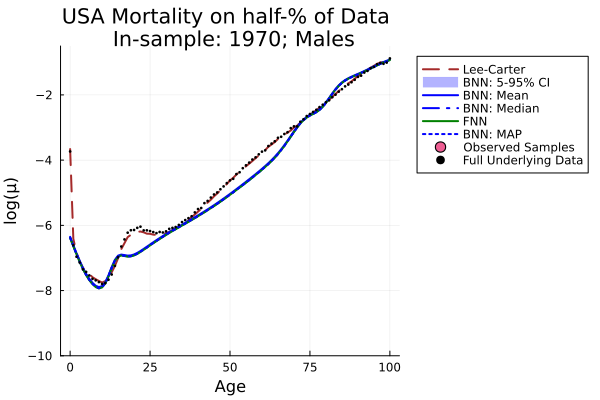 USA Mortality on half-% of Data
In-sample: 1970; Males
log(μ)
−2
−4
−6
−8
−10
0
25
50
75
100
Age
Lee-Carter
BNN: 5-95% CI
BNN: Mean
BNN: Median
FNN
BNN: MAP
Observed Samples
Full Underlying Data